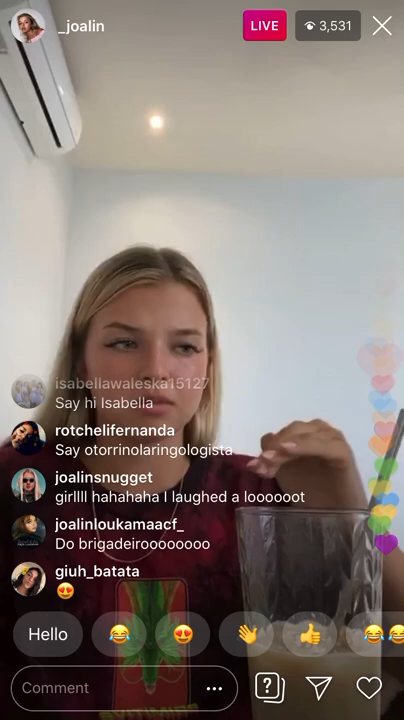 _joalin
LIVE
3,531
isabellawaleska15127
Say hi Isabella
rotchelifernanda
Say otorrinolaringologista
joalinsnugget
girllll hahahaha I laughed a loooooot
joalinloukamaacf_
Do brigadeirooooooooo
giuh_batata
😍
Hello 😂 😍 👋 👍 😂😂
Comment